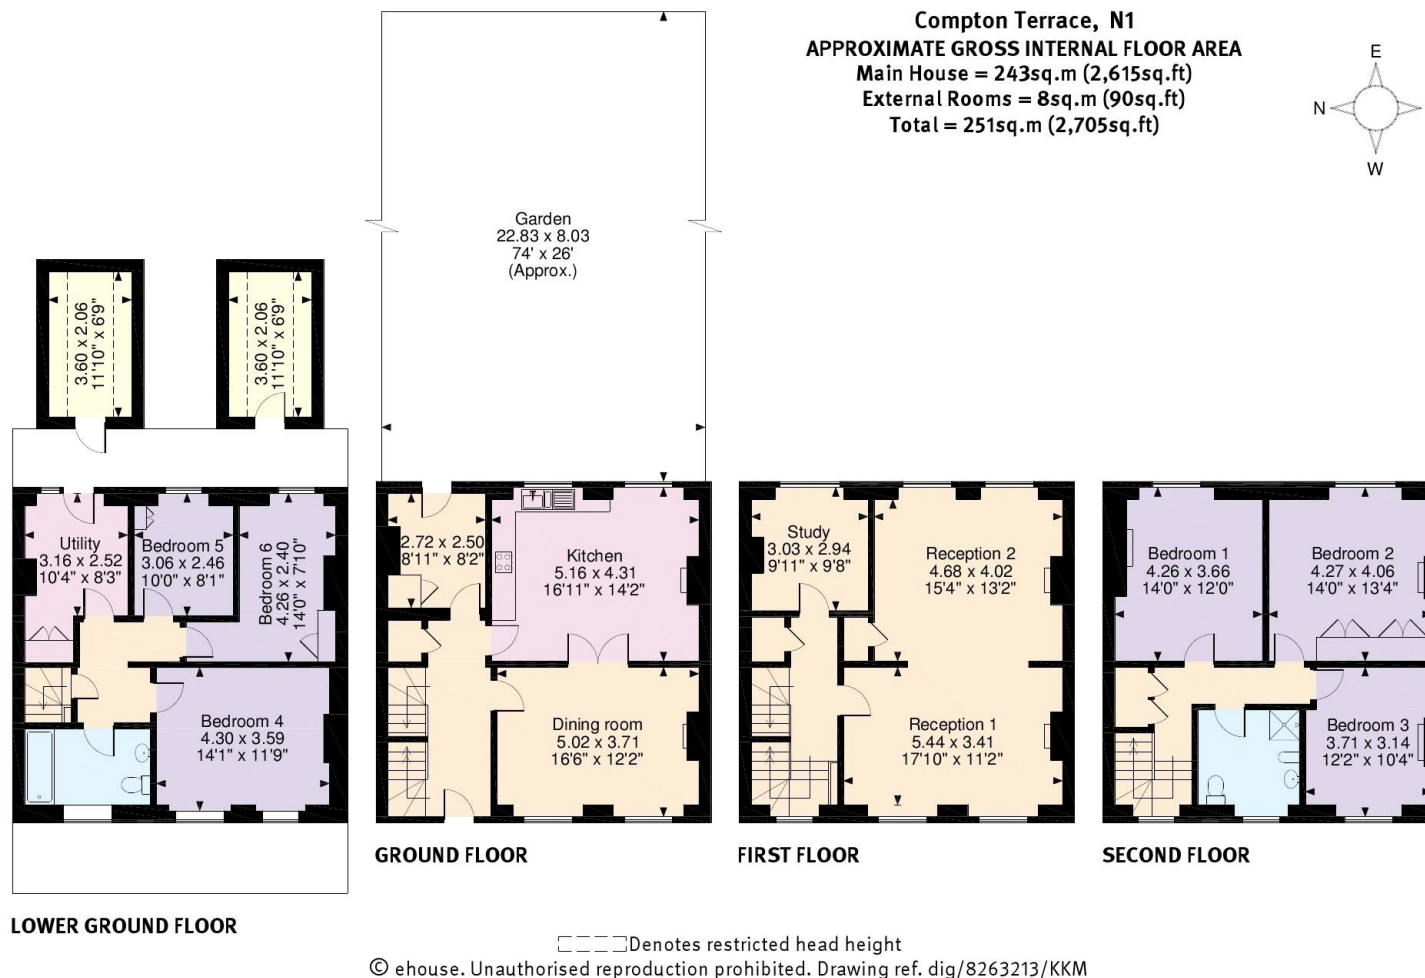 Compton Terrace, N1
APPROXIMATE GROSS INTERNAL FLOOR AREA
Main House = 243sq.m (2,615sq.ft)
External Rooms = 8sq.m (90sq.ft)
Total = 251sq.m (2,705sq.ft)
E
N
W
Garden
22.83 x 8.03
74' x 26'
(Approx.)
3.60 x 2.06
11'10" x 6'9"
3.60 x 2.06
11'10" x 6'9"
Utility
3.16 x 2.52
10'4" x 8'3"
Bedroom 5
3.06 x 2.46
10'0" x 8'1"
Bedroom 6
4.26 x 2.40
14'0" x 7'10"
Bedroom 4
4.30 x 3.59
14'1" x 11'9"
LOWER GROUND FLOOR
2.72 x 2.50
8'11" x 8'2"
Kitchen
5.16 x 4.31
16'11" x 14'2"
Dining room
5.02 x 3.71
16'6" x 12'2"
GROUND FLOOR
Study
3.03 x 2.94
9'11" x 9'8"
Reception 2
4.68 x 4.02
15'4" x 13'2"
Reception 1
5.44 x 3.41
17'10" x 11'2"
FIRST FLOOR
Bedroom 1
4.26 x 3.66
14'0" x 12'0"
Bedroom 2
4.27 x 4.06
14'0" x 13'4"
Bedroom 3
3.71 x 3.14
12'2" x 10'4"
SECOND FLOOR
Denotes restricted head height
© ehouse. Unauthorised reproduction prohibited. Drawing ref. dig/8263213/KKM